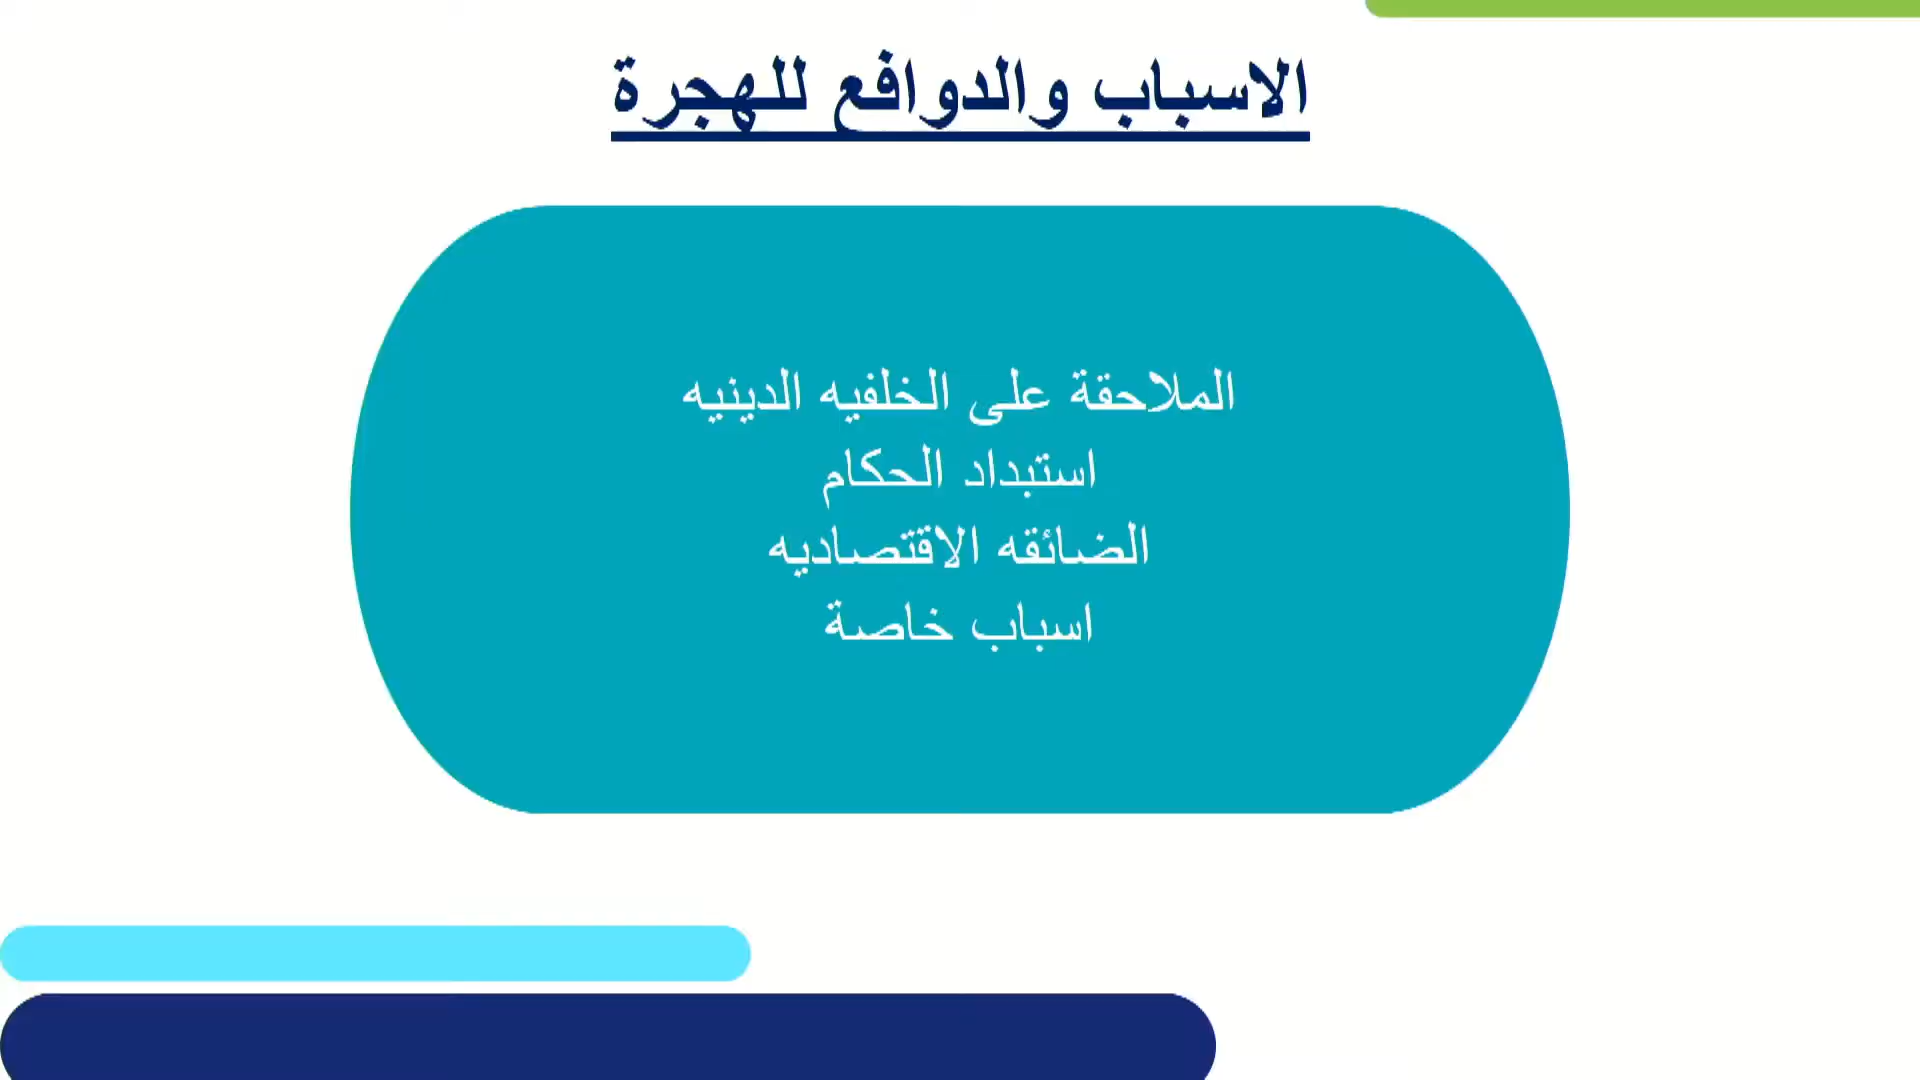 الاسباب والدوافع للهجرة
الملاحقة على الخلفيه الدينيه
استبداد الحكام
الضائقه الاقتصاديه
اسباب خاصة